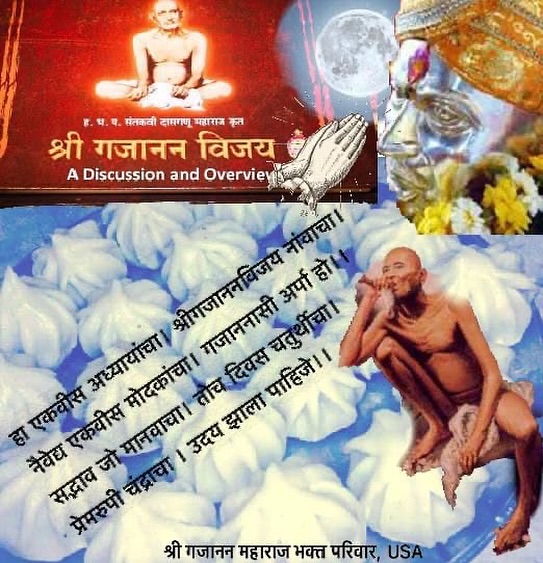 ह. भ. प. संतकवी दासगणू महाराज कृत
श्री गजानन विजय
A Discussion and Overview
हा एकवीस अध्यायांचा। श्रीगजाननविजय नांवाचा।
नैवेद्य एकवीस मोदकांचा। गजाननासी अर्पा हो।।
सद्भाव जो मानवाचा। तोच दिवस चतुर्थीचा।
प्रेमरुपी चंद्राचा। उदय झाला पाहिजे।।
श्री गजानन महाराज भक्त परिवार, USA